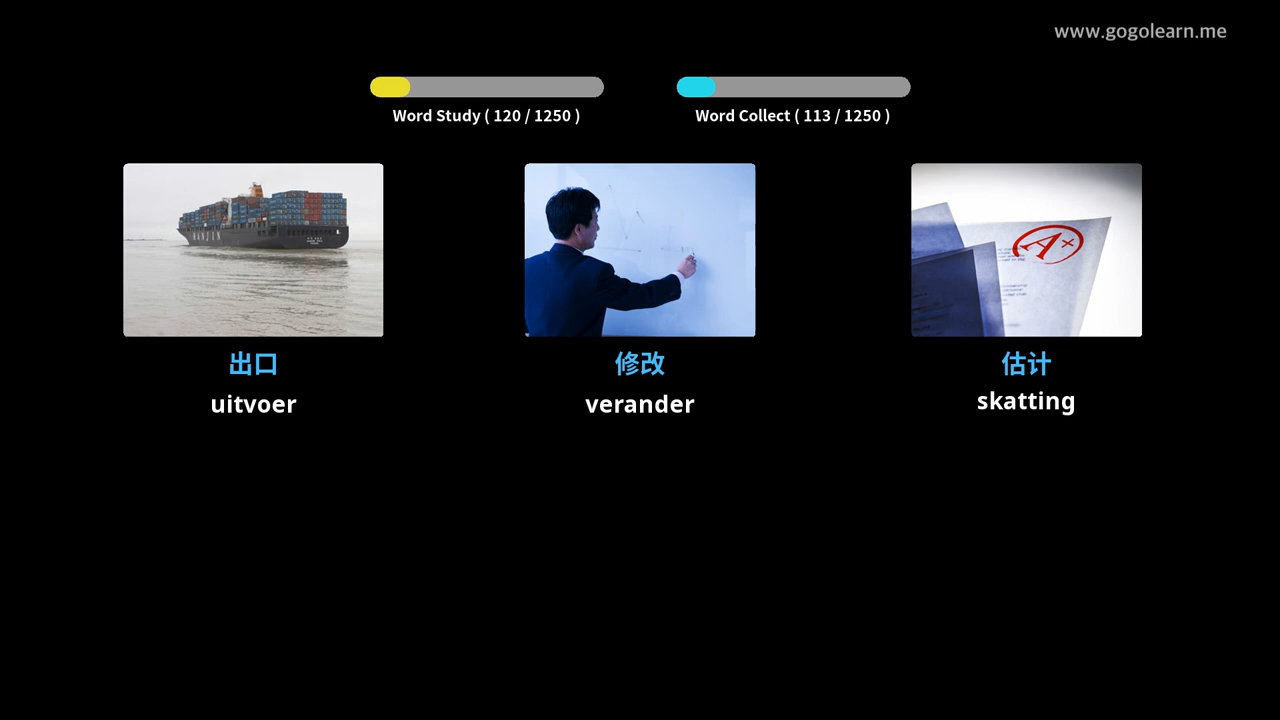 www.gogolearn.me
Word Study ( 120 / 1250 )
Word Collect ( 113 / 1250 )
HANJIN
A+
出口
修改
估计
uitvoer
verander
skatting